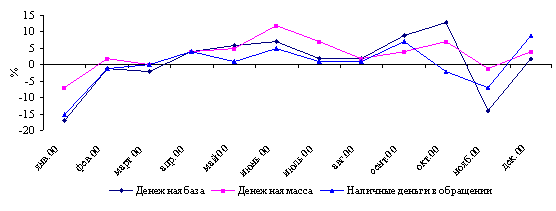 15
10
5
0
-5
-10
-15
-20
%
янв.00
фев.00
март 00
апр.00
май00
июнь.00
июль.00
авг.00
сент.00
окт.00
нояб.00
дек.00
Денежная база
Денежная масса
Наличные деньги в обращении